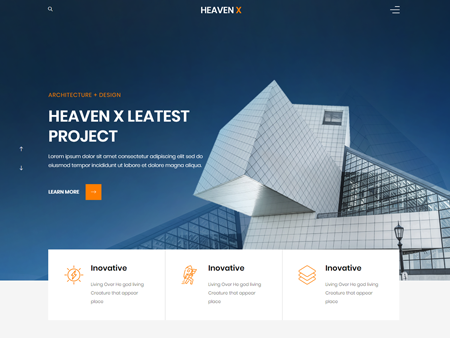 HEAVEN X
ARCHITECTURE + DESIGN
HEAVEN X LEATEST
PROJECT
Lorem ipsum dolor sit amet consectetur adipiscing elit sed do
eiusmod tempor incididunt ut labore et dolore magna aliqua.
LEARN MORE
Inovative
Living Over He god living
Creature that appear
place.
Inovative
Living Over He god living
Creature that appear
place.
Inovative
Living Over He god living
Creature that appear
place.